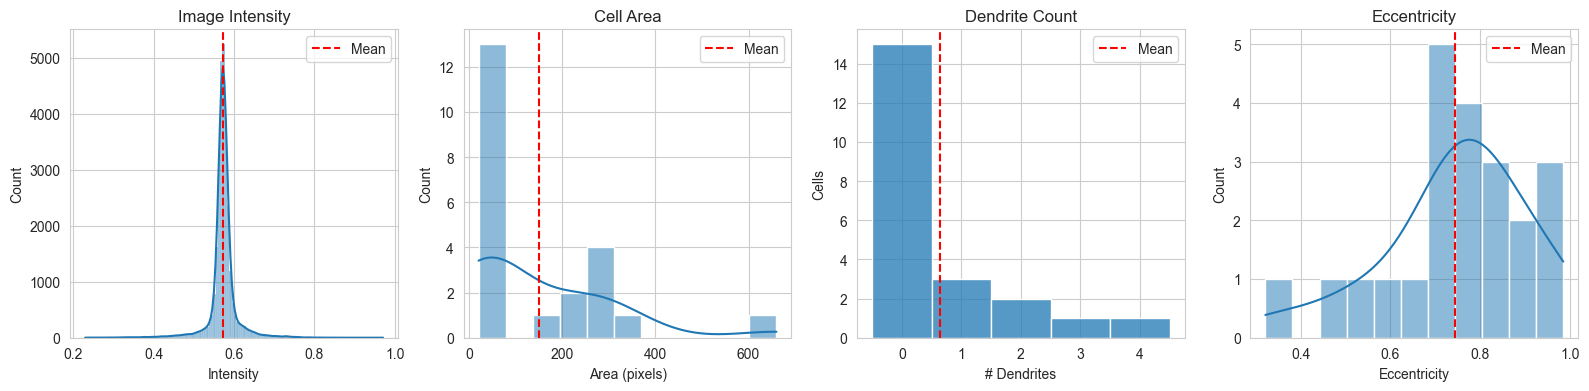 Image Intensity
Mean
Count
5000
4000
3000
2000
1000
0
0.2
0.4
0.6
0.8
1.0
Intensity
Cell Area
Mean
Count
12
10
8
6
4
2
0
0
200
400
600
Area (pixels)
Dendrite Count
Mean
Cells
14
12
10
8
6
4
2
0
0
1
2
3
4
# Dendrites
Eccentricity
Mean
Count
5
4
3
2
1
0
0.4
0.6
0.8
1.0
Eccentricity